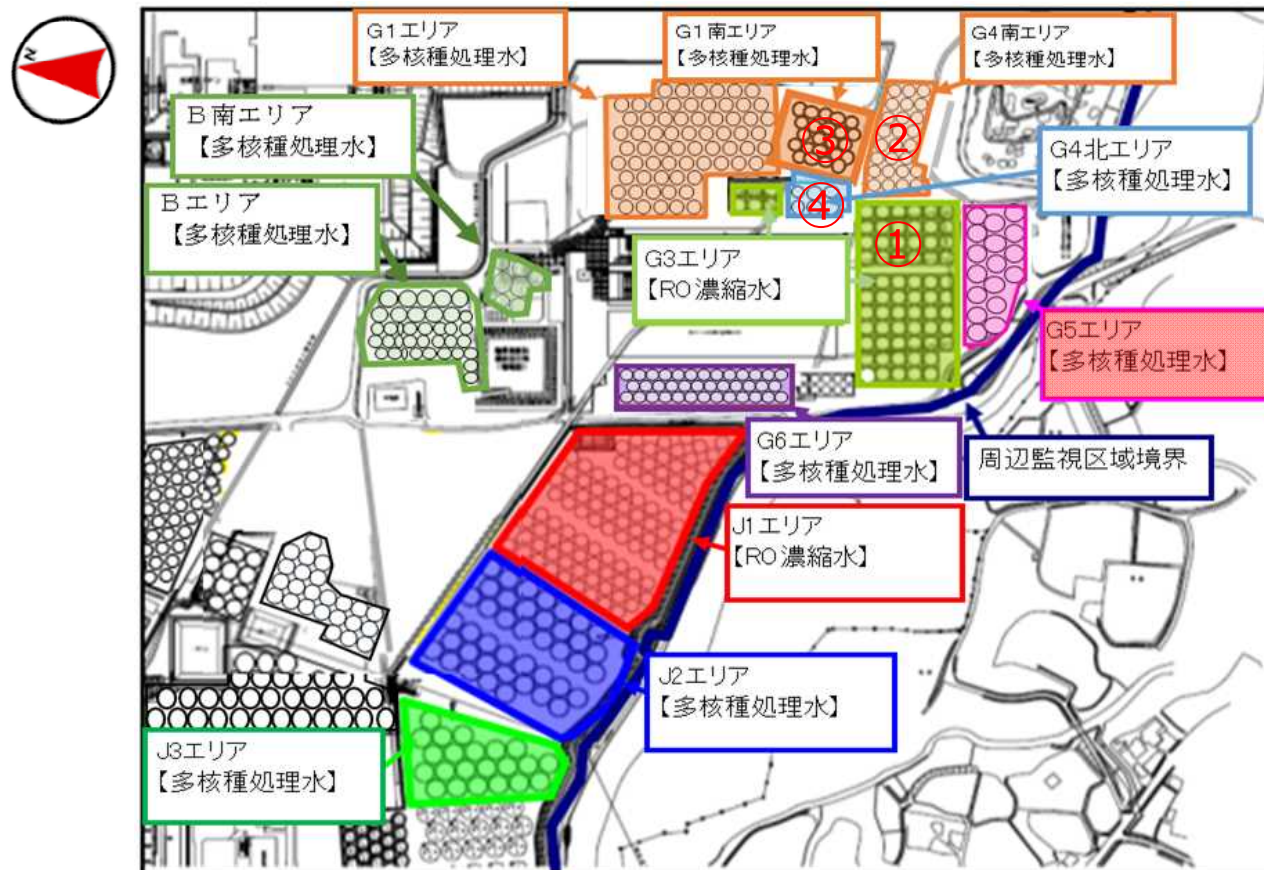 N
G1エリア
【多核種処理水】
G1南エリア
【多核種処理水】
G4南エリア
【多核種処理水】
B南エリア
【多核種処理水】
③
②
G4北エリア
【多核種処理水】
④
Bエリア
【多核種処理水】
①
G3エリア
【RO濃縮水】
G5エリア
【多核種処理水】
G6エリア
【多核種処理水】
周辺監視区域境界
J1エリア
【RO濃縮水】
J2エリア
【多核種処理水】
J3エリア
【多核種処理水】